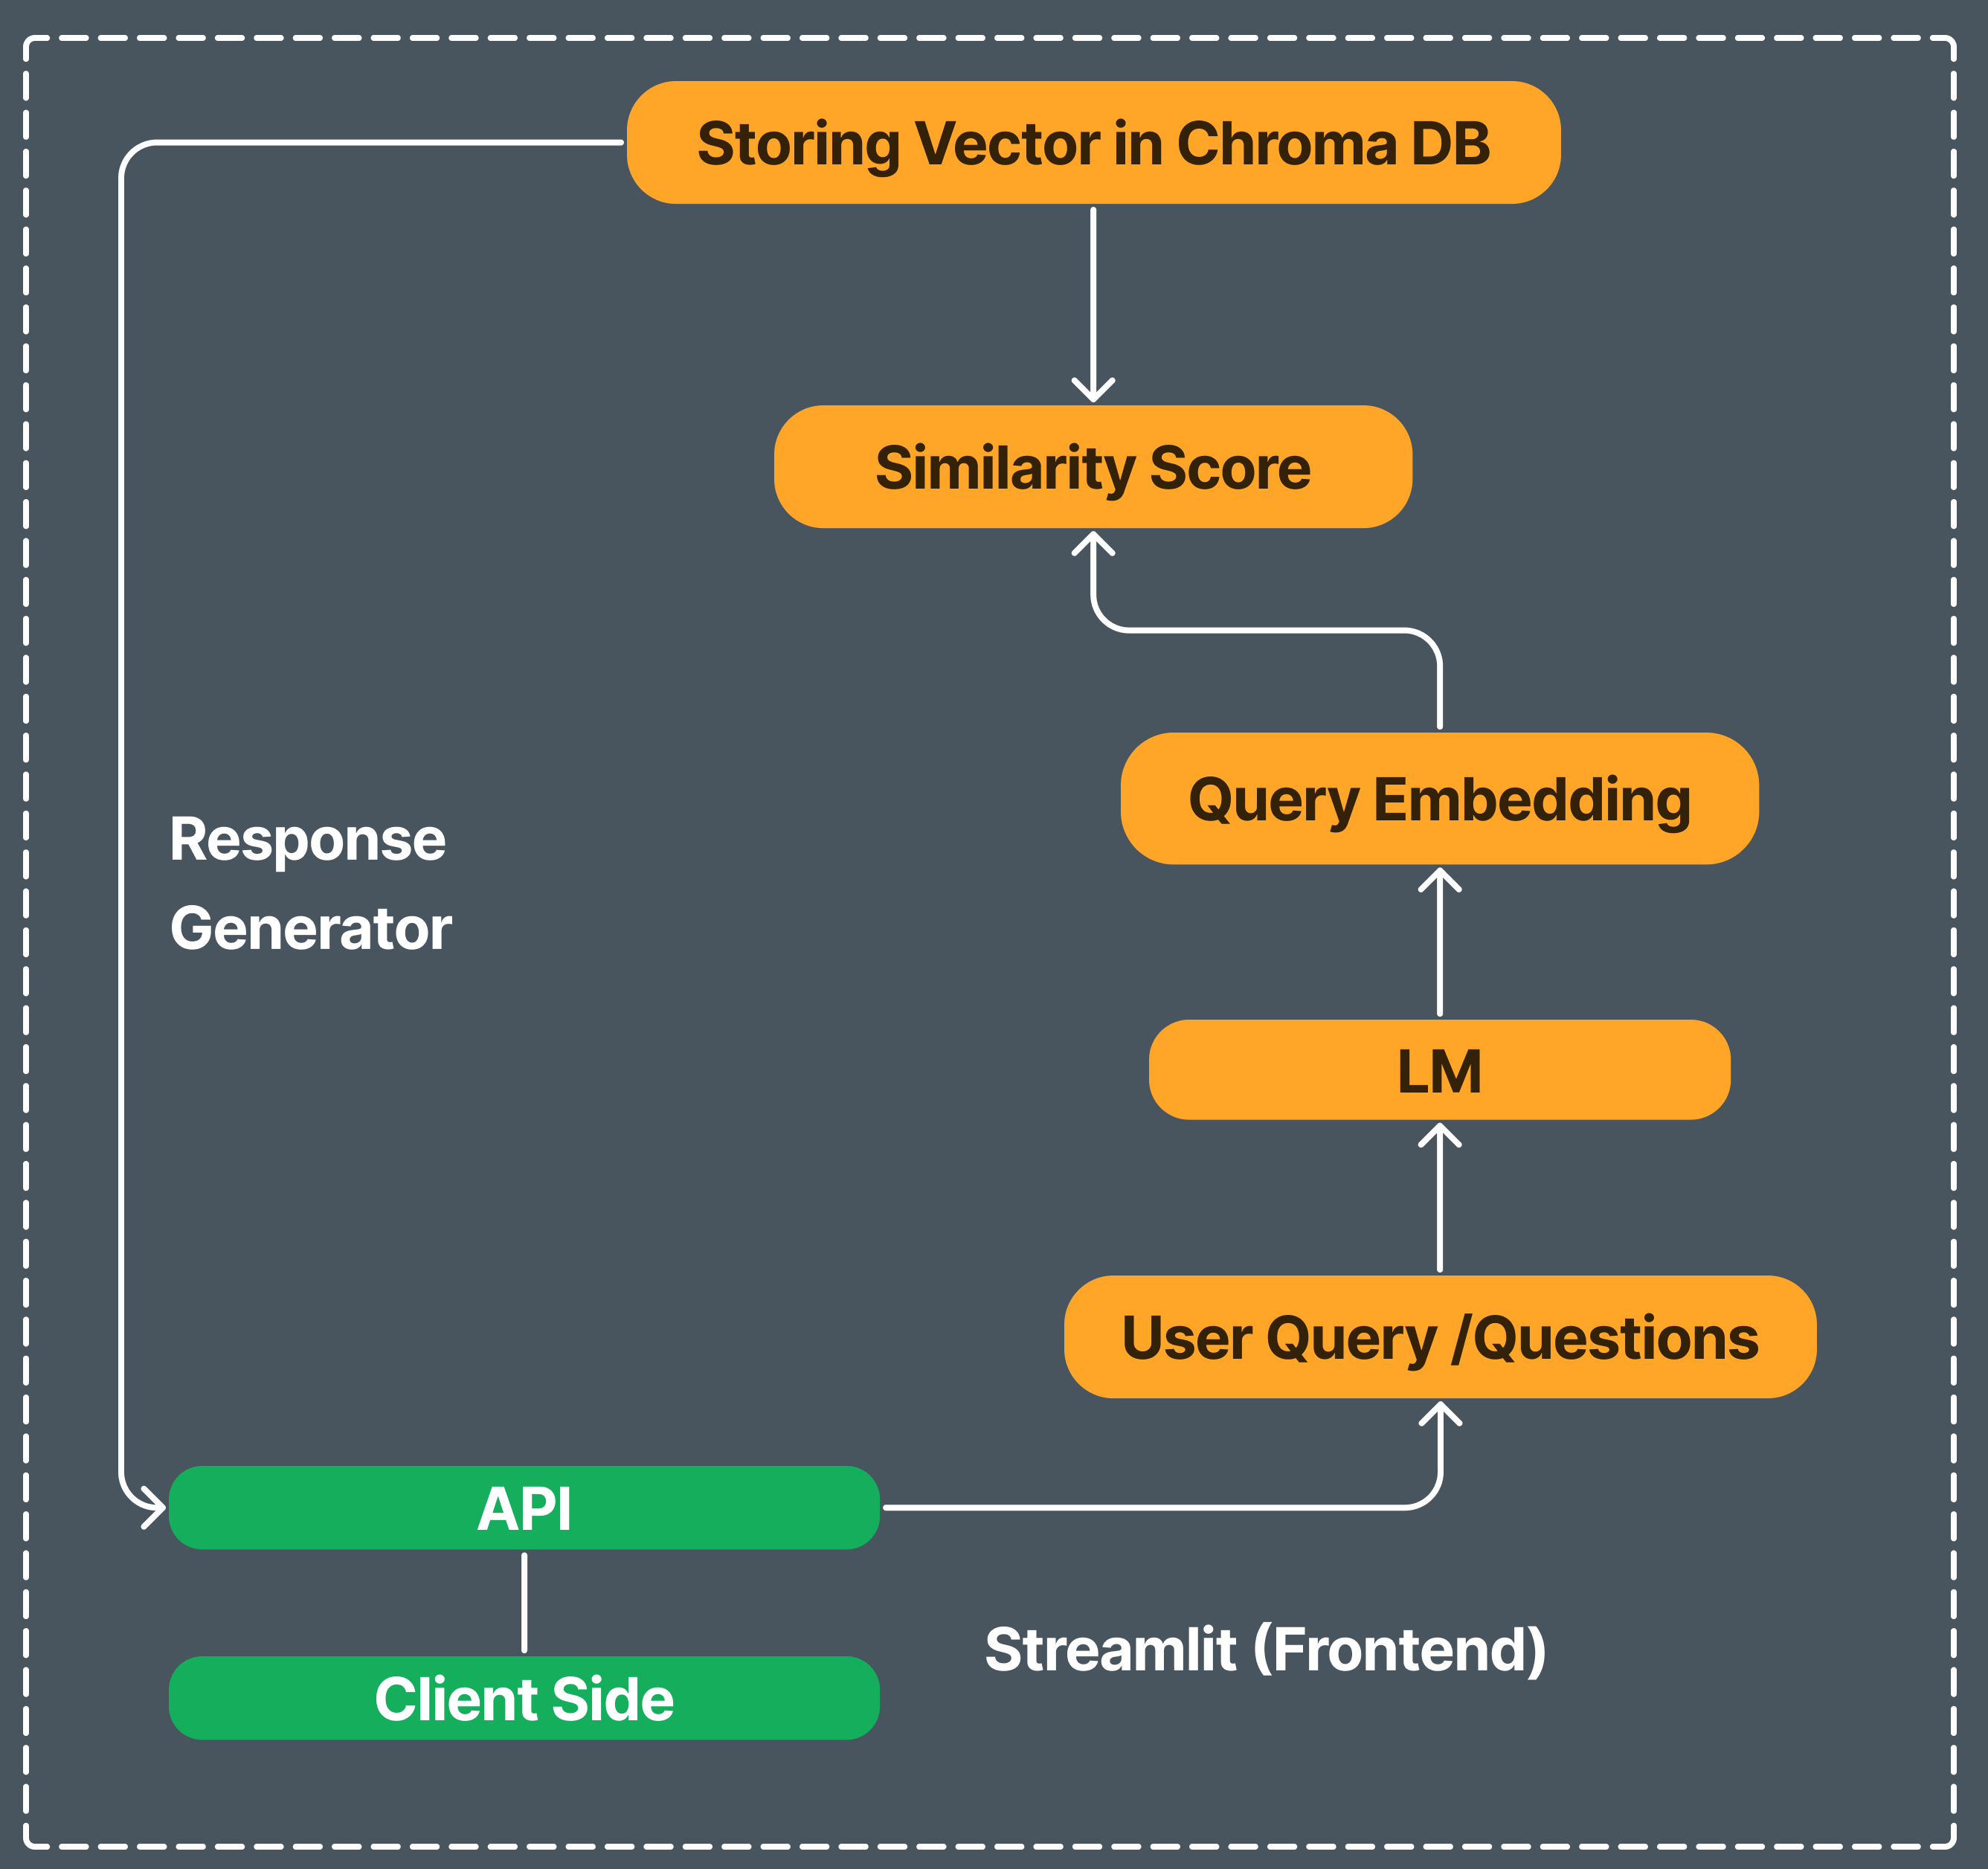 Storing Vector in Chroma DB
Similarity Score
Query Embedding
Response
Generator
LM
User Query /Questions
API
Streamlit (Frontend)
Client Side